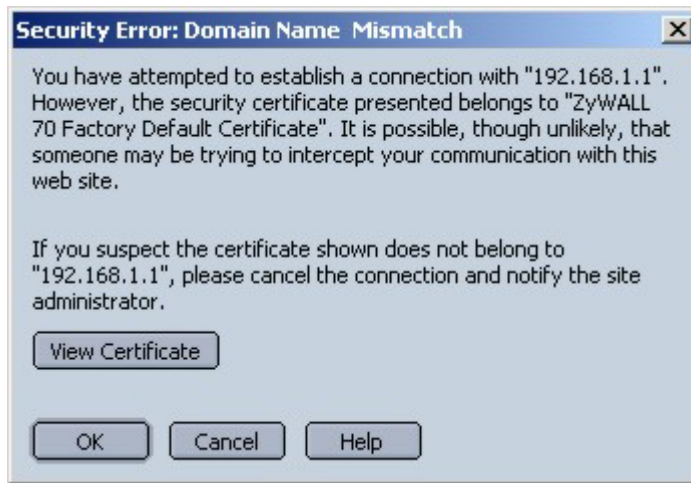 Security Error: Domain Name Mismatch
You have attempted to establish a connection with "192.168.1.1".
However, the security certificate presented belongs to "ZyWALL
70 Factory Default Certificate". It is possible, though unlikely, that
someone may be trying to intercept your communication with this
web site.
If you suspect the certificate shown does not belong to
"192.168.1.1", please cancel the connection and notify the site
administrator.
View Certificate
OK Cancel Help